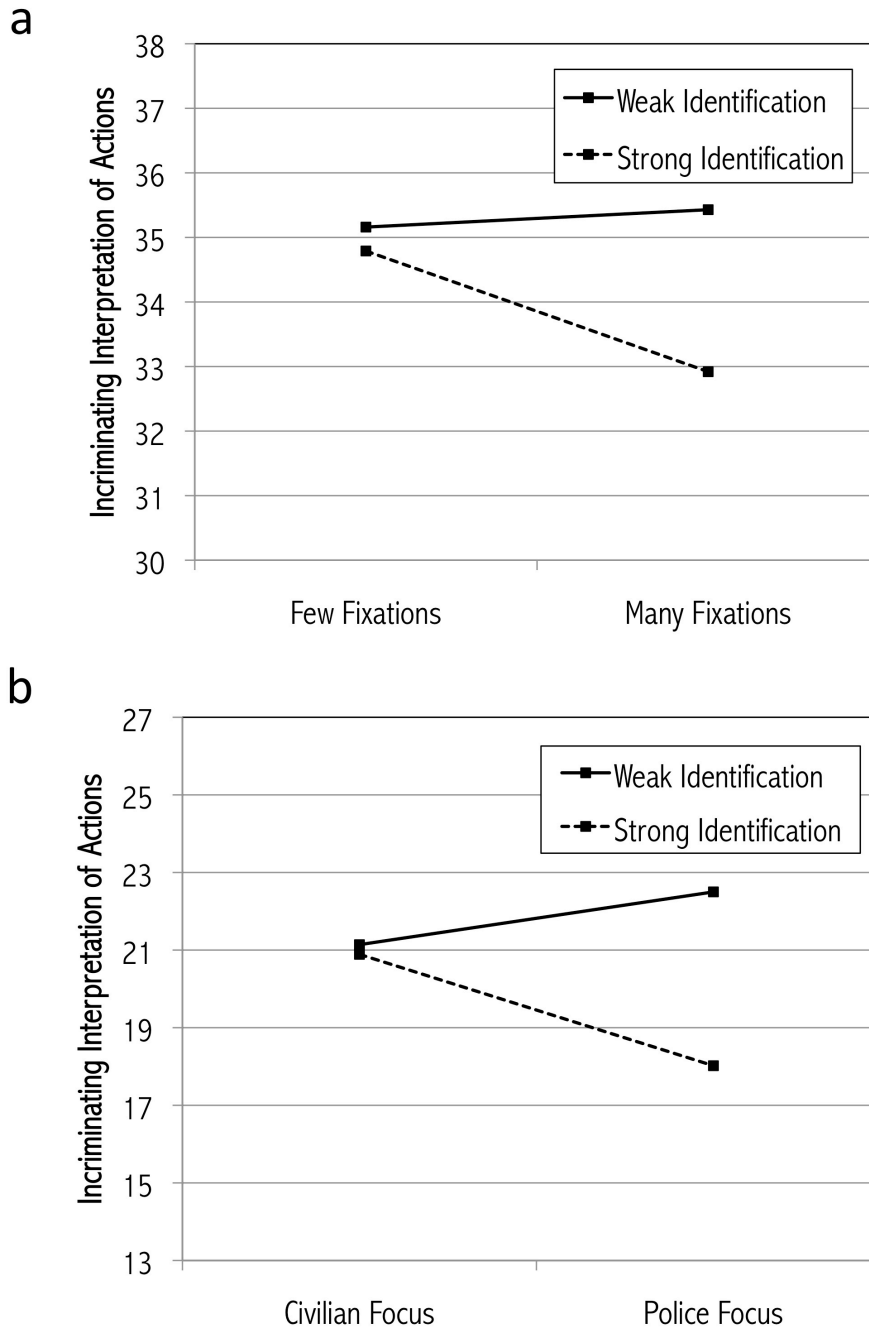 a
Incriminating Interpretation of Actions
38
37
36
35
34
33
32
31
30
Weak Identification
Strong Identification
Few Fixations
Many Fixations
b
Incriminating Interpretation of Actions
27
25
23
21
19
17
15
13
Weak Identification
Strong Identification
Civilian Focus
Police Focus